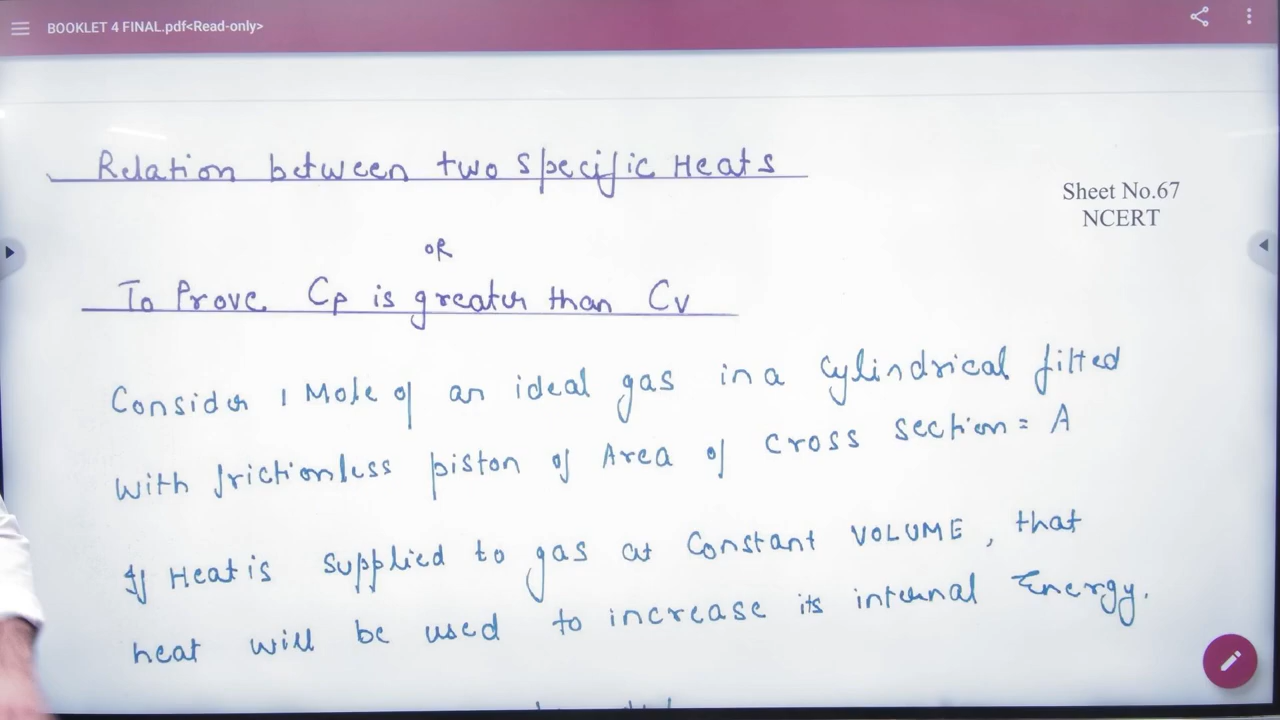 BOOKLET 4 FINAL.pdf<Read-only>
Relation between two Specific Heats
Sheet No.67
NCERT
OR
To Prove Cp is greater than Cv
Consider 1 Mole of an ideal gas in a Cylindrical fitted
with frictionless piston of Area of cross section = A
If Heat is supplied to gas at Constant VOLUME, that
heat will be used to increase its internal Energy.